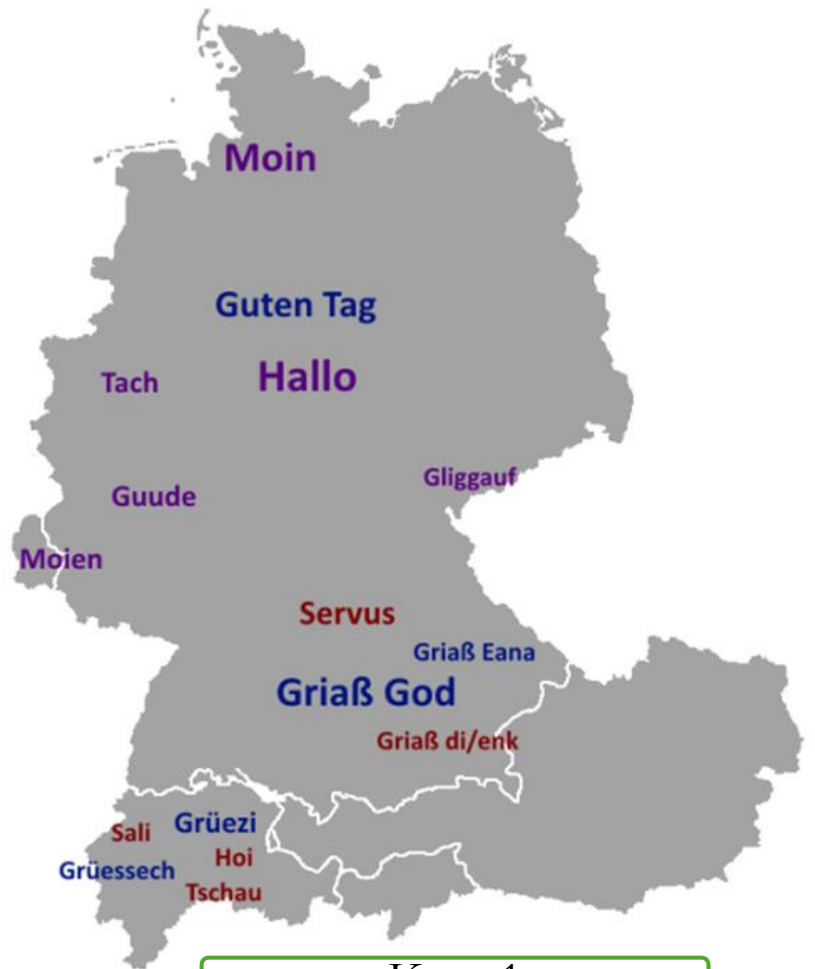 Moin
Guten Tag
Hallo
Tach
Gliggauf
Guude
Moien
Servus
Griaß Eana
Griaß God
Griaß di/enk
Grüezi
Sali
Hoi
Grüessech
Tschau